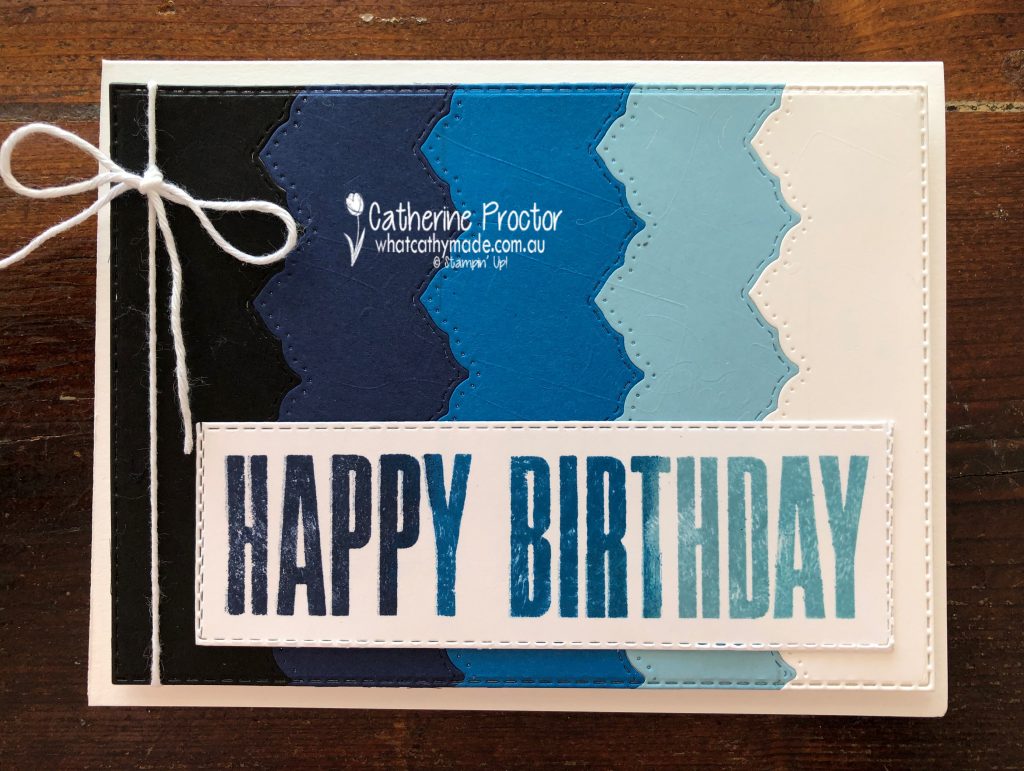 Catherine Proctor
whatcathymade.com.au
© Stampin' Up!
HAPPY BIRTHDAY